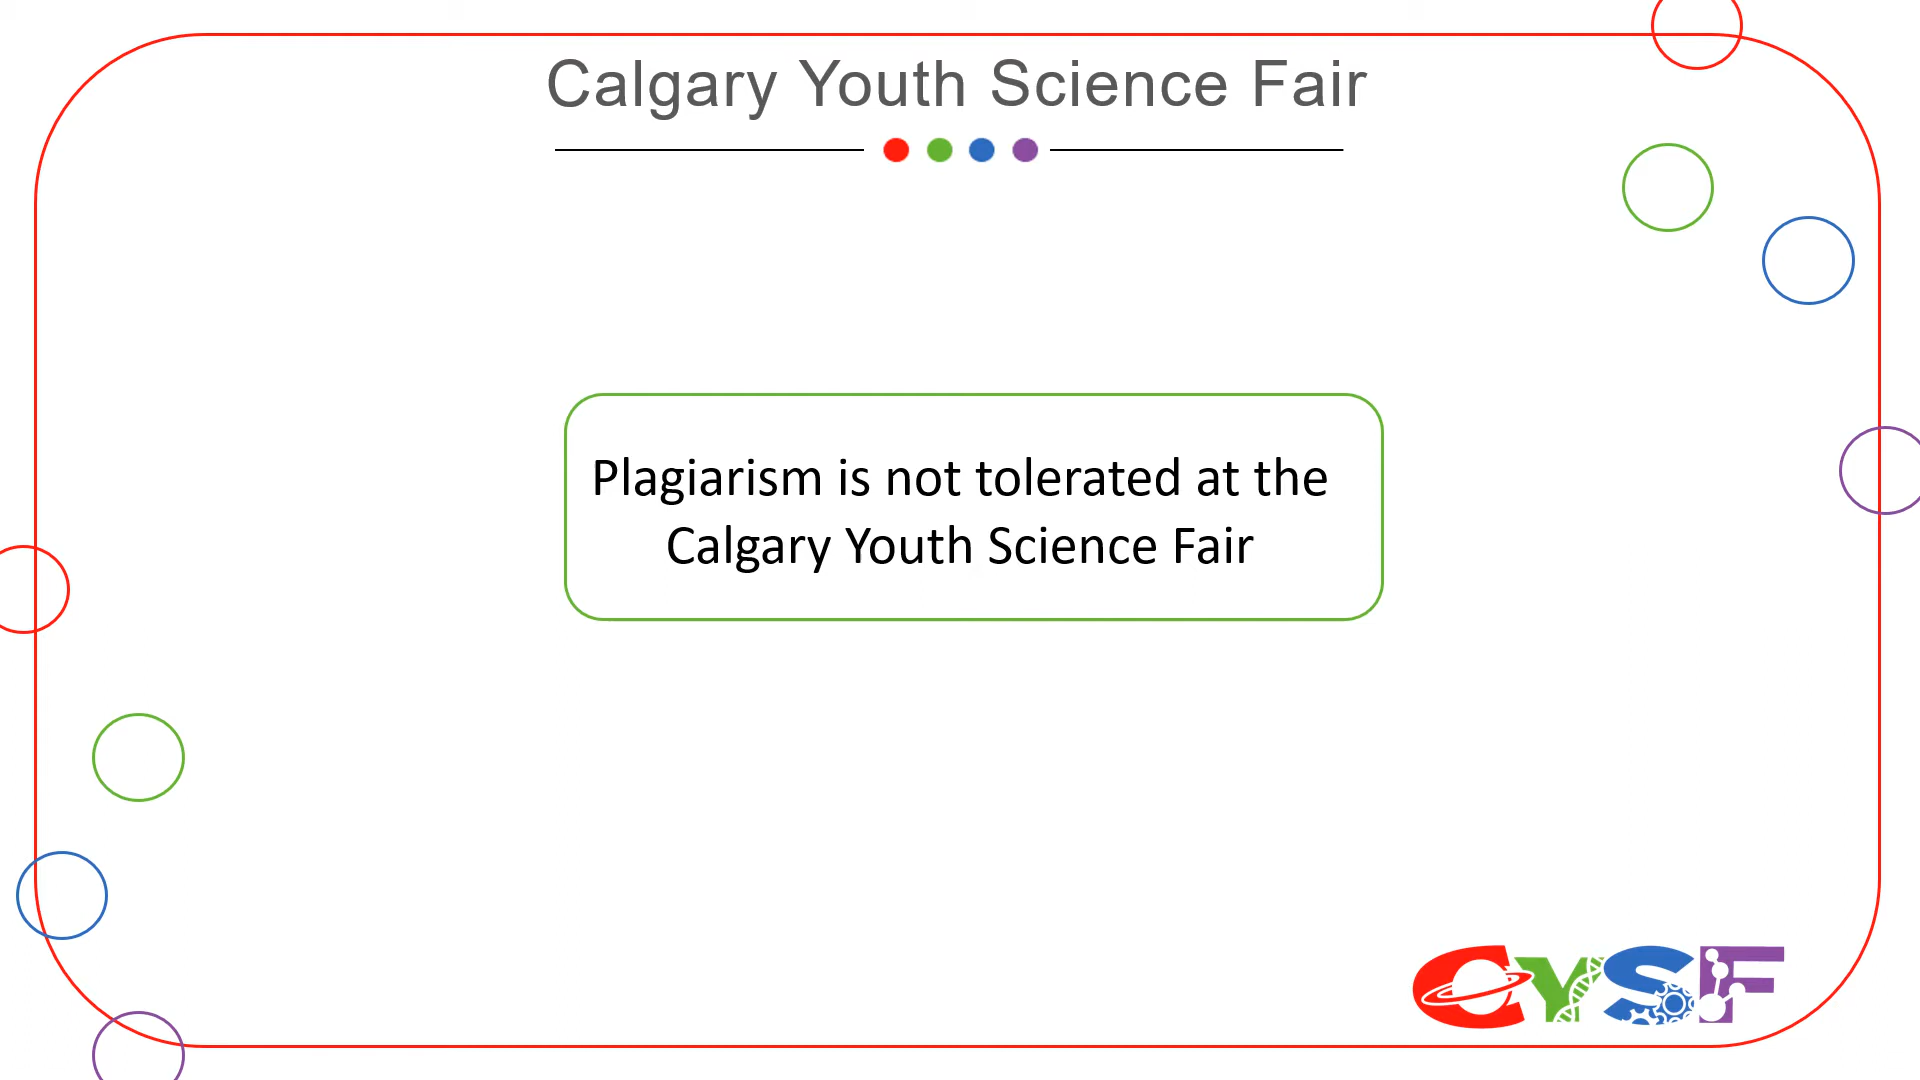 Calgary Youth Science Fair
Plagiarism is not tolerated at the
Calgary Youth Science Fair
CYSF